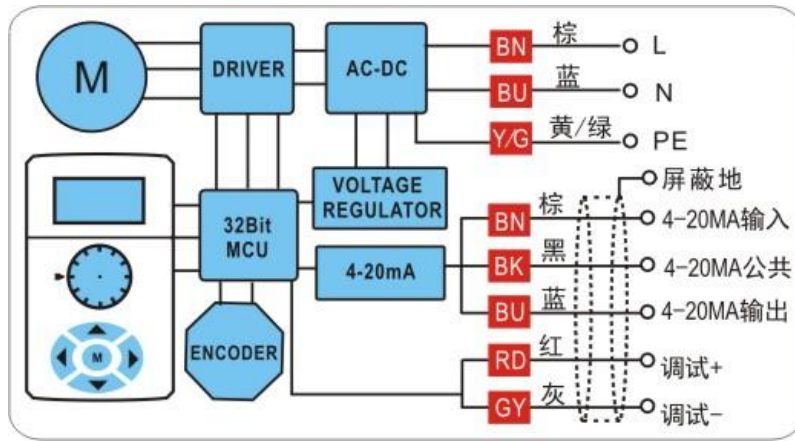 M
DRIVER
AC-DC
BN 棕 L
BU 蓝 N
Y/G 黄/绿 PE
屏蔽地
VOLTAGE
REGULATOR
32Bit
MCU
4-20mA
BN 棕 4-20MA输入
BK 黑 4-20MA公共
BU 蓝 4-20MA输出
M
ENCODER
RD 红 调试+
GY 灰 调试-